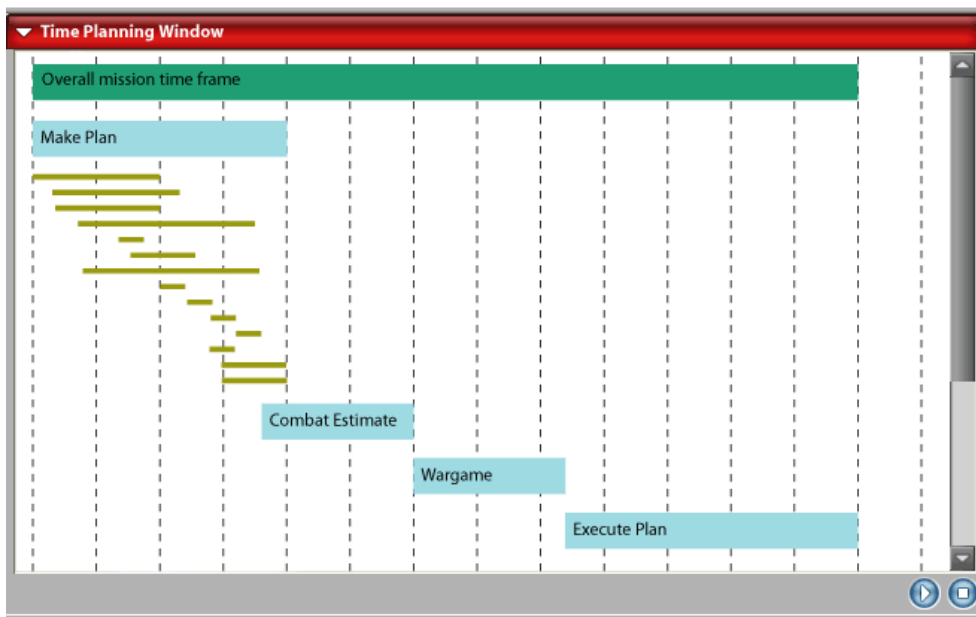 Time Planning Window
Overall mission time frame
Make Plan
Combat Estimate
Wargame
Execute Plan